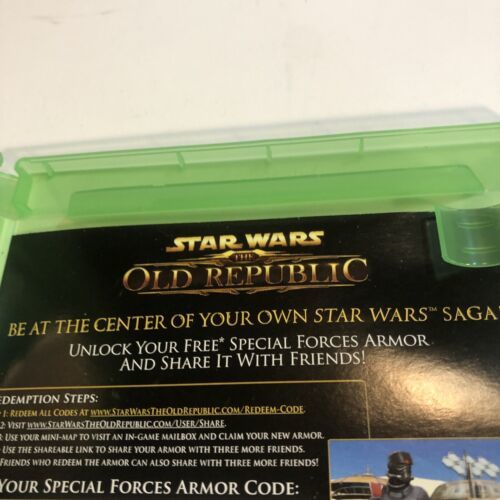 STAR WARS
THE
OLD REPUBLIC
BE AT THE CENTER OF YOUR OWN STAR WARS™ SAGA
UNLOCK YOUR FREE* SPECIAL FORCES ARMOR
AND SHARE IT WITH FRIENDS!
EDEMPTION STEPS:
1: REDEEM ALL CODES AT WWW.STARWARSTHEOLDREPUBLIC.COM/REDEEM-CODE.
2: VISIT WWW.STARWARSTHEOLDREPUBLIC.COM/USER/SHARE.
: USE YOUR MINI-MAP TO VISIT AN IN-GAME MAILBOX AND CLAIM YOUR NEW ARMOR.
USE THE SHAREABLE LINK TO SHARE YOUR ARMOR WITH THREE MORE FRIENDS.
FRIENDS WHO REDEEM THE ARMOR CAN ALSO SHARE WITH THREE MORE FRIENDS!
YOUR SPECIAL FORCES ARMOR CODE: